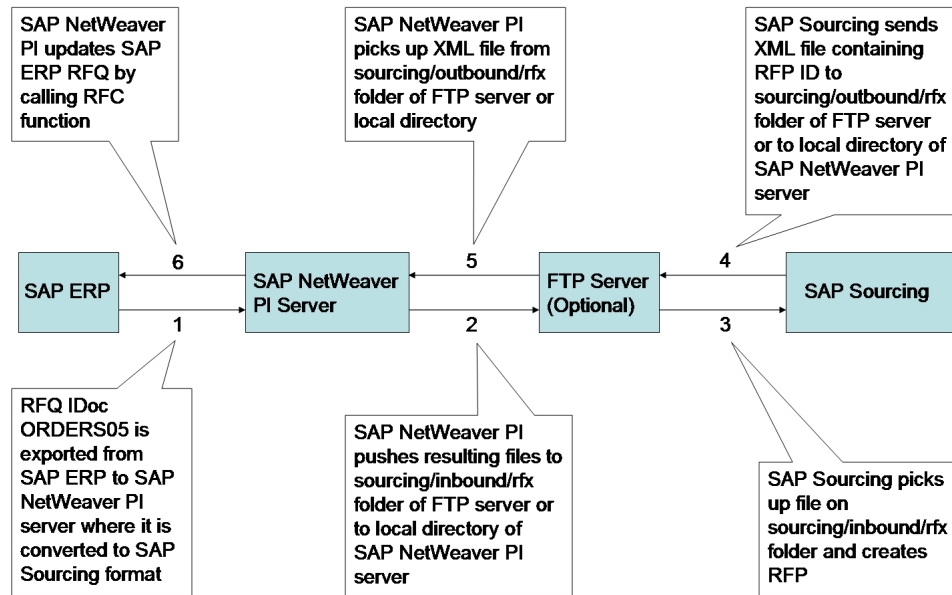 SAP NetWeaver
PI updates SAP
ERP RFQ by
calling RFC
function
SAP NetWeaver PI
picks up XML file from
sourcing/outbound/rfx
folder of FTP server or
local directory
SAP Sourcing sends
XML file containing
RFP ID to
sourcing/outbound/rfx
folder of FTP server
or to local directory of
SAP NetWeaver PI
server
6
5
4
SAP ERP
SAP NetWeaver
PI Server
FTP Server
(Optional)
SAP Sourcing
1
2
3
RFQ IDoc
ORDERS05 is
exported from
SAP ERP to SAP
NetWeaver PI
server where it is
converted to SAP
Sourcing format
SAP NetWeaver PI
pushes resulting files to
sourcing/inbound/rfx
folder of FTP server or
to local directory of
SAP NetWeaver PI
server
SAP Sourcing picks
up file on
sourcing/inbound/rfx
folder and creates
RFP